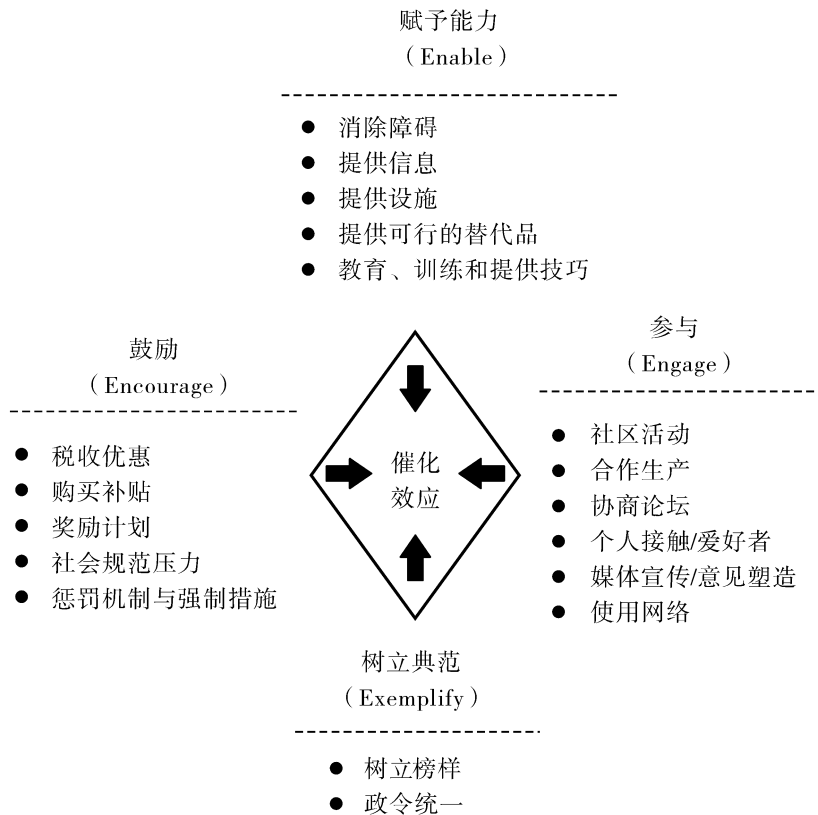 赋予能力
（Enable）
● 消除障碍
● 提供信息
● 提供设施
● 提供可行的替代品
● 教育、训练和提供技巧
鼓励
（Encourage）
● 税收优惠
● 购买补贴
● 奖励计划
● 社会规范压力
● 惩罚机制与强制措施
催化
效应
参与
（Engage）
● 社区活动
● 合作生产
● 协商论坛
● 个人接触/爱好者
● 媒体宣传/意见塑造
● 使用网络
树立典范
（Exemplify）
● 树立榜样
● 政令统一